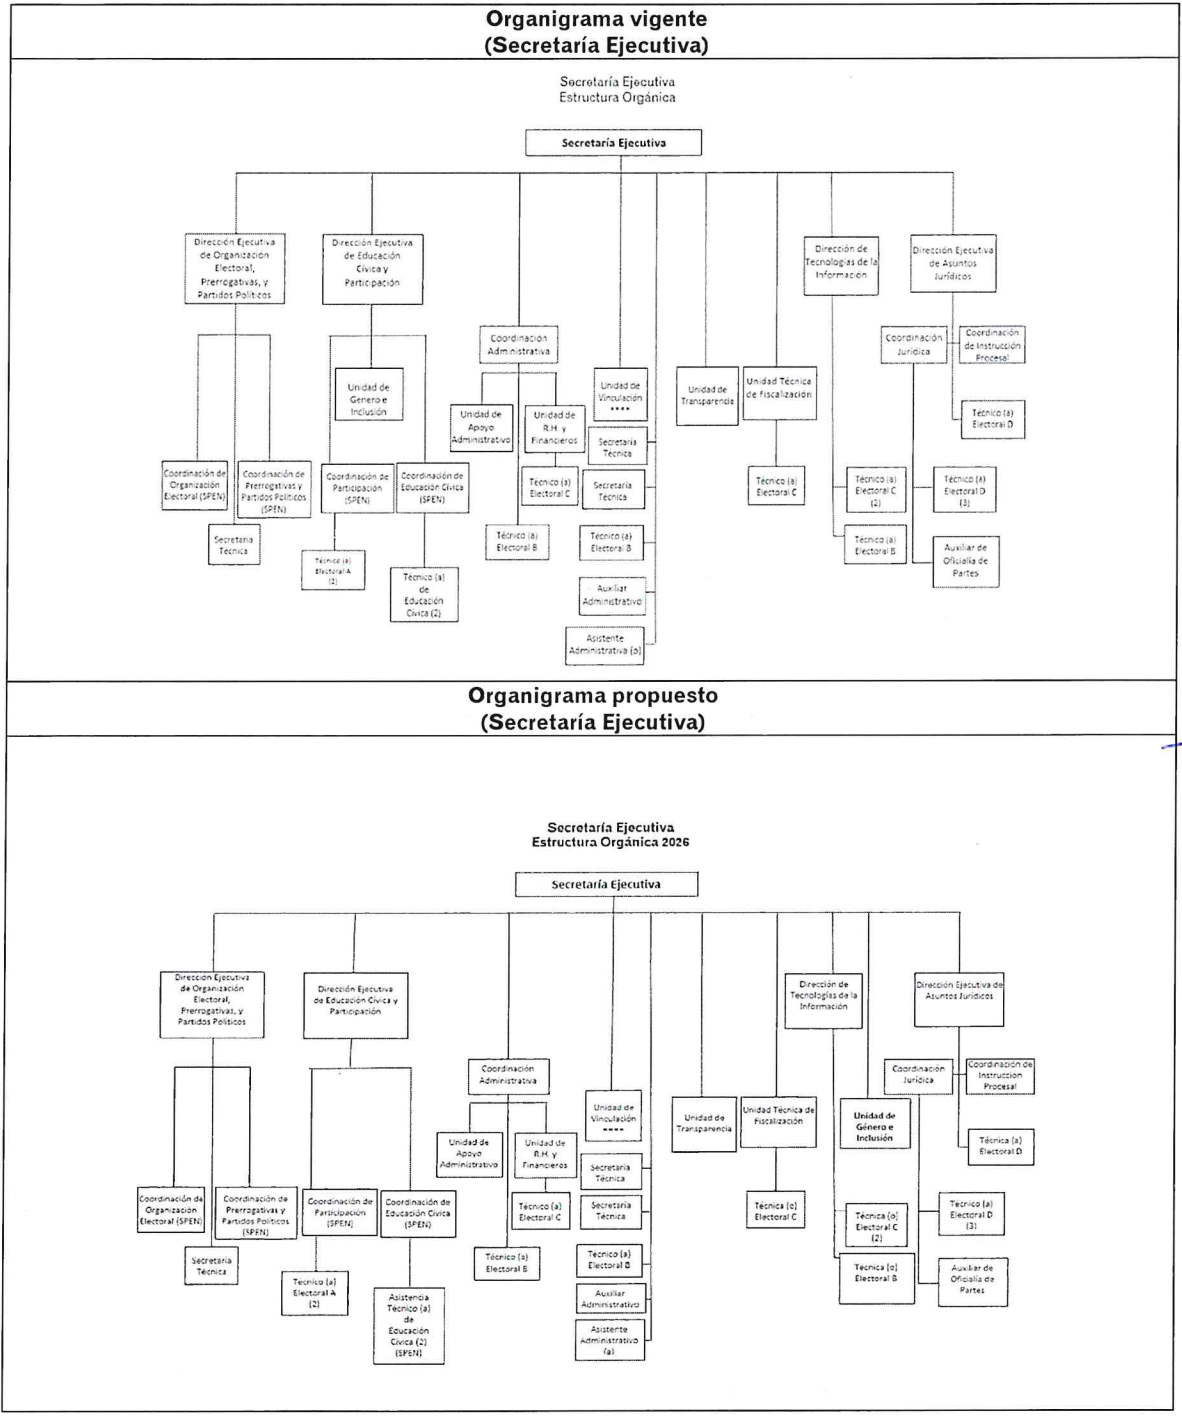 Organigrama vigente
(Secretaría Ejecutiva)
Secretaría Ejecutiva
Estructura Orgánica
Secretaría Ejecutiva
Dirección Ejecutiva
de Organización
Electoral,
Prerrogativas, y
Partidos Políticos
Dirección Ejecutiva
de Educación
Cívica y
Participación
Dirección de
Tecnologías de la
Información
Dirección Ejecutiva
de Asuntos
Jurídicos
Coordinación
Administrativa
Coordinación
Jurídica
Coordinación
de Instrucción
Procesal
Unidad de
Genero e
Inclusión
Unidad de
Vinculación
****
Unidad de
Transparencia
Unidad Técnica
de Fiscalización
Unidad de
Apoyo
Administrativo
Unidad de
R.H. y
Financieros
Técnico (a)
Electoral D
Secretaría
Técnica
Coordinación de
Organización
Electoral (SPEN)
Coordinación de
Prerrogativas y
Partidos Políticos
(SPEN)
Coordinación de
Participación
(SPEN)
Coordinación de
Educación Cívica
(SPEN)
Técnico (a)
Electoral C
Secretaría
Técnica
Técnico (a)
Electoral C
Técnico (a)
Electoral C
(2)
Técnico (a)
Electoral D
(3)
Secretaria
Técnica
Técnico (a)
Electoral A
(2)
Técnico (a)
de
Educación
Cívica (2)
Técnico (a)
Electoral B
Técnico (a)
Electoral B
Técnico (a)
Electoral B
Auxiliar de
Oficialía de
Partes
Auxiliar
Administrativo
Asistente
Administrativa (o)
Organigrama propuesto
(Secretaría Ejecutiva)
Secretaría Ejecutiva
Estructura Orgánica 2026
Secretaría Ejecutiva
Dirección Ejecutiva
de Organización
Electoral,
Prerrogativas, y
Partidos Políticos
Dirección Ejecutiva
de Educación Cívica y
Participación
Dirección de
Tecnologías de la
Información
Dirección Ejecutiva de
Asuntos Jurídicos
Coordinación
Administrativa
Coordinación
Jurídica
Coordinación de
Instrucción
Procesal
Unidad de
Vinculación
****
Unidad de
Transparencia
Unidad Técnica de
Fiscalización
Unidad de
Género e
Inclusión
Unidad de
Apoyo
Administrativo
Unidad de
R.H. y
Financieros
Técnica (a)
Electoral D
Secretaría
Técnica
Coordinación de
Organización
Electoral (SPEN)
Coordinación de
Prerrogativas y
Partidos Políticos
(SPEN)
Coordinación de
Participación
(SPEN)
Coordinación de
Educación Cívica
(SPEN)
Técnico (a)
Electoral C
Secretaría
Técnica
Técnica (o)
Electoral C
Técnica (o)
Electoral C
(2)
Técnico (a)
Electoral D
(3)
Secretaria
Técnica
Técnico (a)
Electoral A
(2)
Asistencia
Técnico (a)
de
Educación
Cívica (2)
(SPEN)
Técnico (a)
Electoral B
Técnico (a)
Electoral B
Técnica (o)
Electoral B
Auxiliar de
Oficialía de
Partes
Auxiliar
Administrativo
Asistente
Administrativo
(a)